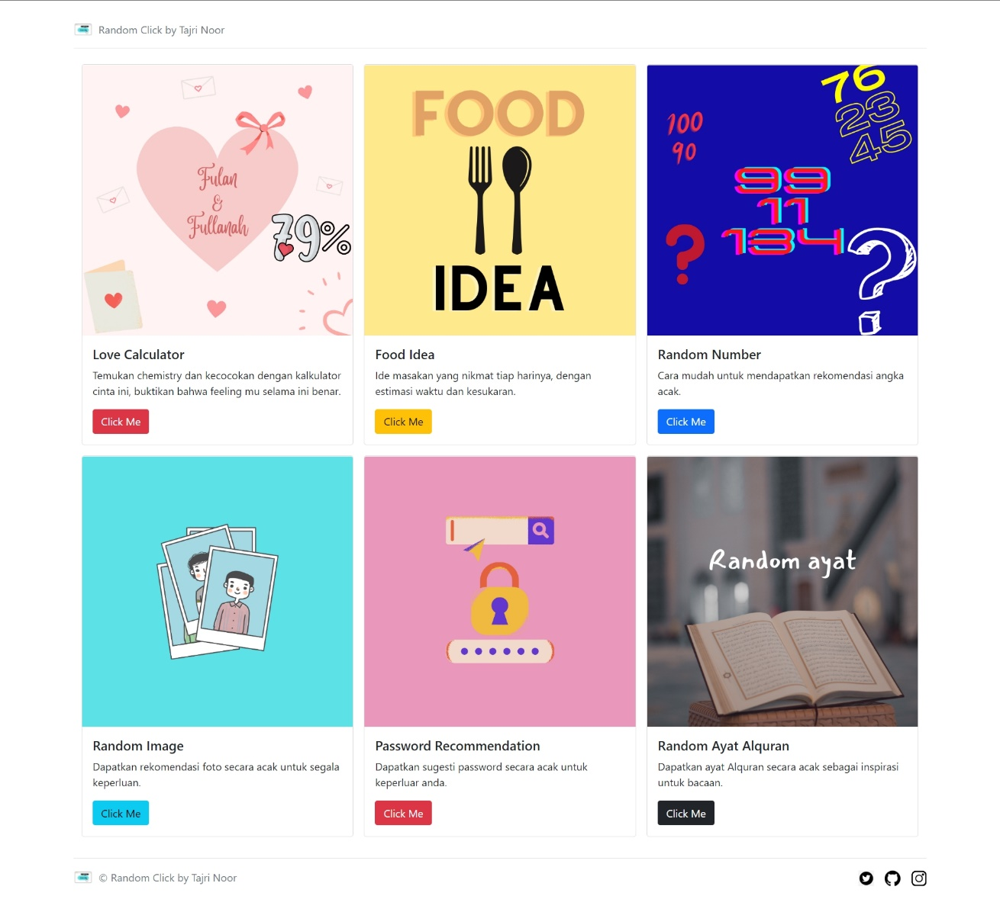 Random Click by Tajri Noor
Fulan
&
Fullanah
79%
FOOD
IDEA
76
23
45
100
90
99
11
134
?
?
Love Calculator
Temukan chemistry dan kecocokan dengan kalkulator
cinta ini, buktikan bahwa feeling mu selama ini benar.
Click Me
Food Idea
Ide masakan yang nikmat tiap harinya, dengan
estimasi waktu dan kesukaran.
Click Me
Random Number
Cara mudah untuk mendapatkan rekomendasi angka
acak.
Click Me
Random ayat
Random Image
Dapatkan rekomendasi foto secara acak untuk segala
keperluan.
Click Me
Password Recommendation
Dapatkan sugesti password secara acak untuk
keperluar anda.
Click Me
Random Ayat Alquran
Dapatkan ayat Alquran secara acak sebagai inspirasi
untuk bacaan.
Click Me
© Random Click by Tajri Noor